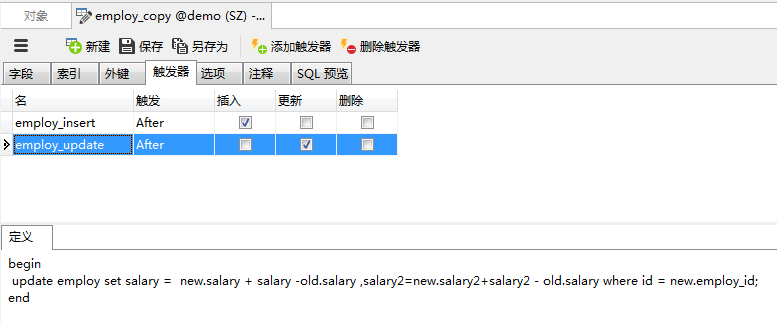 对象 employ_copy @demo (SZ) -...
新建 保存 另存为 添加触发器 删除触发器
字段 索引 外键 触发器 选项 注释 SQL 预览
名 触发 插入 更新 删除
employ_insert After
employ_update After
定义
begin
update employ set salary = new.salary + salary -old.salary ,salary2=new.salary2+salary2 - old.salary where id = new.employ_id;
end